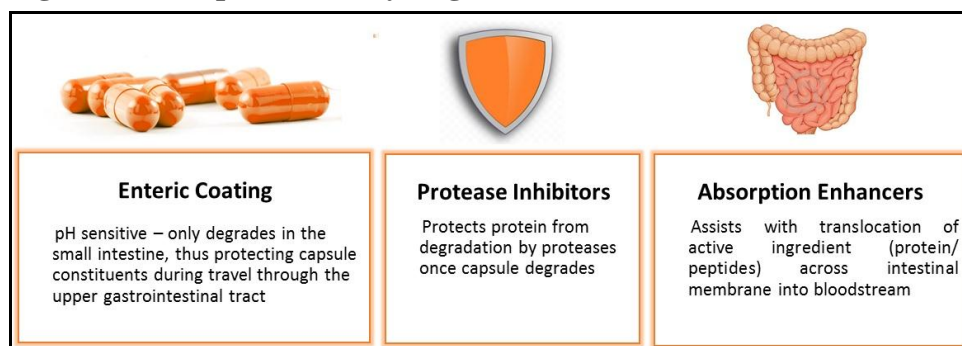 Enteric Coating
pH sensitive – only degrades in the
small intestine, thus protecting capsule
constituents during travel through the
upper gastrointestinal tract
Protease Inhibitors
Protects protein from
degradation by proteases
once capsule degrades
Absorption Enhancers
Assists with translocation of
active ingredient (protein/
peptides) across intestinal
membrane into bloodstream